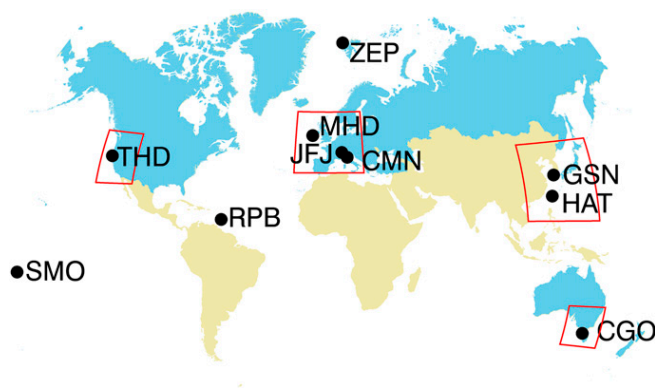 ZEP
MHD
THD
JFJ
CMN
GSN
HAT
RPB
SMO
CGO